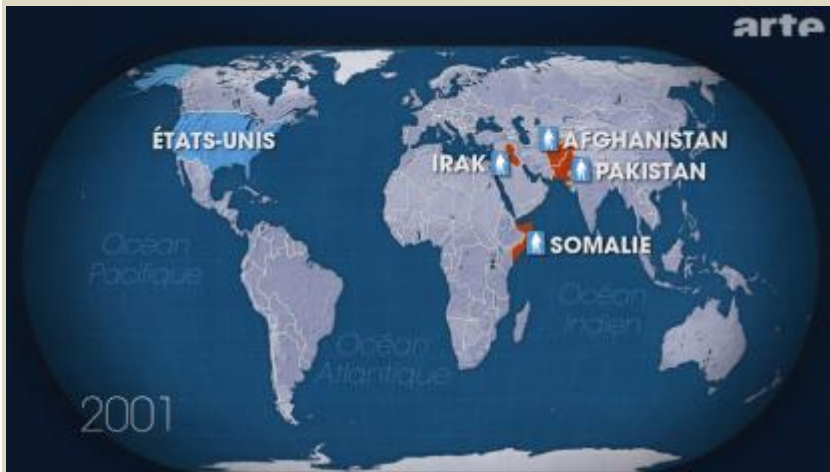 arte
ÉTATS-UNIS
AFGHANISTAN
IRAK
PAKISTAN
SOMALIE
Océan
Pacifique
Océan
Indien
Océan
Atlantique
2001